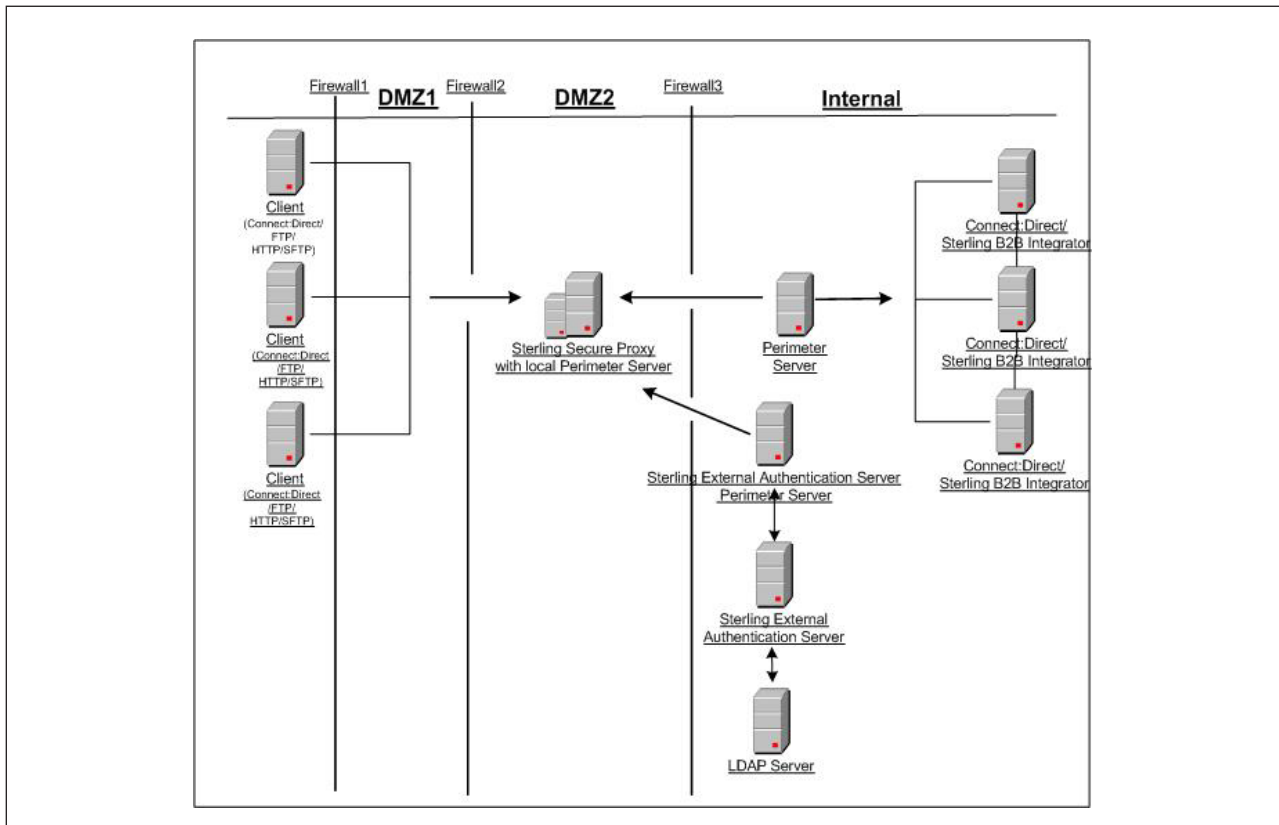 Firewall1
DMZ1
Firewall2
DMZ2
Firewall3
Internal
Client
(Connect:Direct/
FTP/
HTTP/SFTP)
Client
(Connect:Direct
/FTP/
HTTP/SFTP)
Client
(Connect:Direct
/FTP/
HTTP/SFTP)
Sterling Secure Proxy
with local Perimeter Server
Perimeter
Server
Sterling External Authentication Server
Perimeter Server
Sterling External
Authentication Server
LDAP Server
Connect:Direct/
Sterling B2B Integrator
Connect:Direct/
Sterling B2B Integrator
Connect:Direct/
Sterling B2B Integrator